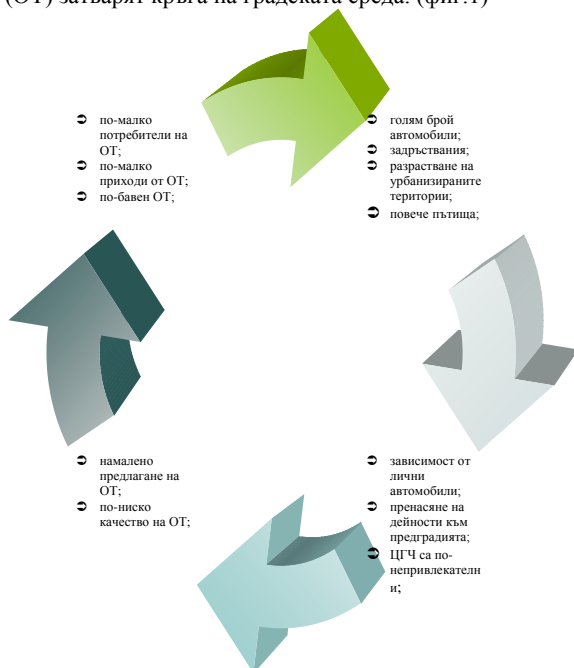 (ОТ) затварят кръга на градската среда. (фиг.1)
➲ по-малко
потребители на
ОТ;
➲ по-малко
приходи от ОТ;
➲ по-бавен ОТ;
➲ голям брой
автомобили;
➲ задръствания;
➲ разрастване на
урбанизираните
територии;
➲ повече пътища;
➲ намалено
предлагане на
ОТ;
➲ по-ниско
качество на ОТ;
➲ зависимост от
лични
автомобили;
➲ пренасяне на
дейности към
предградията;
➲ ЦГЧ са по-
непривлекателн
и;